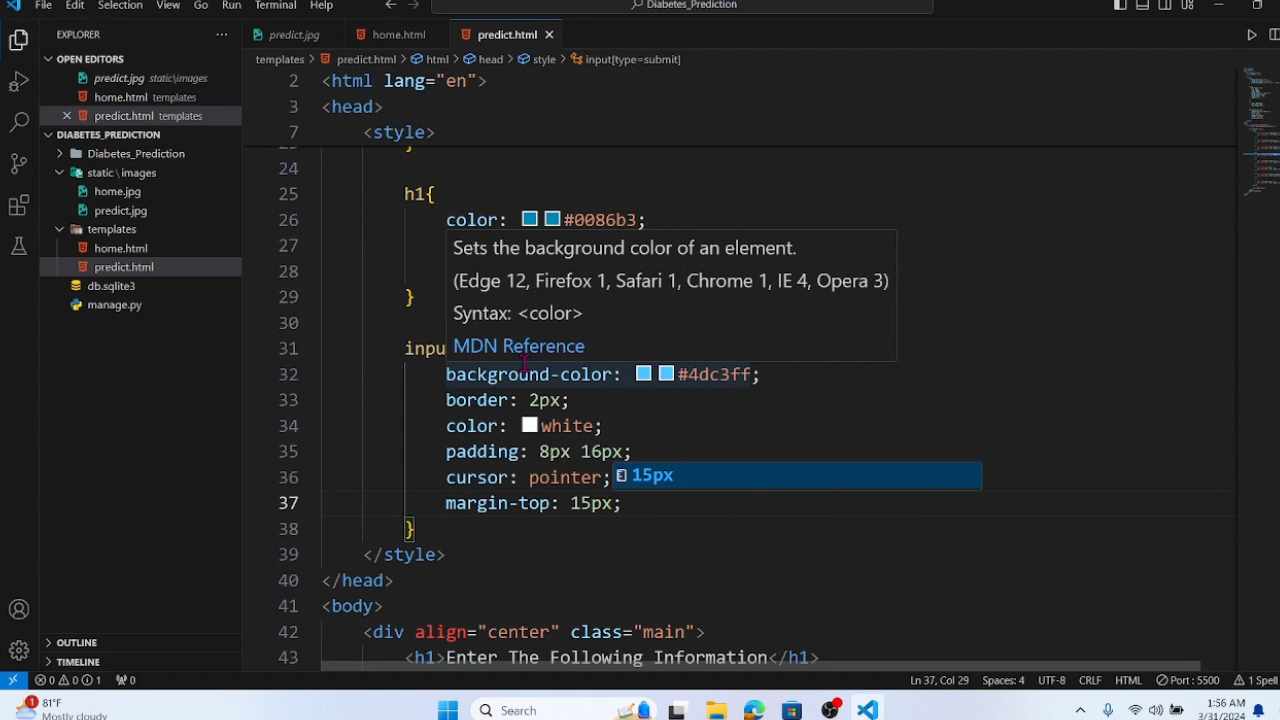 File Edit Selection View Go Run Terminal Help
Diabetes_Prediction
EXPLORER
...
predict.jpg
home.html
predict.html
templates > predict.html > html > head > style > input[type=submit]
OPEN EDITORS
predict.jpg static\images
home.html templates
predict.html templates
DIABETES_PREDICTION
Diabetes_Prediction
static \ images
home.jpg
predict.jpg
templates
home.html
predict.html
db.sqlite3
manage.py
OUTLINE
TIMELINE
2 <html lang="en">
3 <head>
7 <style>
23 }
24
25 h1{
26 color: #0086b3;
27
28
29 }
30
31 inpu
Sets the background color of an element.
(Edge 12, Firefox 1, Safari 1, Chrome 1, IE 4, Opera 3)
Syntax: <color>
MDN Reference
32 background-color: #4dc3ff;
33 border: 2px;
34 color: white;
35 padding: 8px 16px;
36 cursor: pointer;
15px
37 margin-top: 15px;
38 }
39 </style>
40 </head>
41 <body>
42 <div align="center" class="main">
43 <h1>Enter The Following Information</h1>
0 0 1 0
Ln 37, Col 29 Spaces: 4 UTF-8 CRLF HTML Port : 5500 1 Spell
1
81°F
Mostly cloudy
Search
1:56 AM
3/31/2024